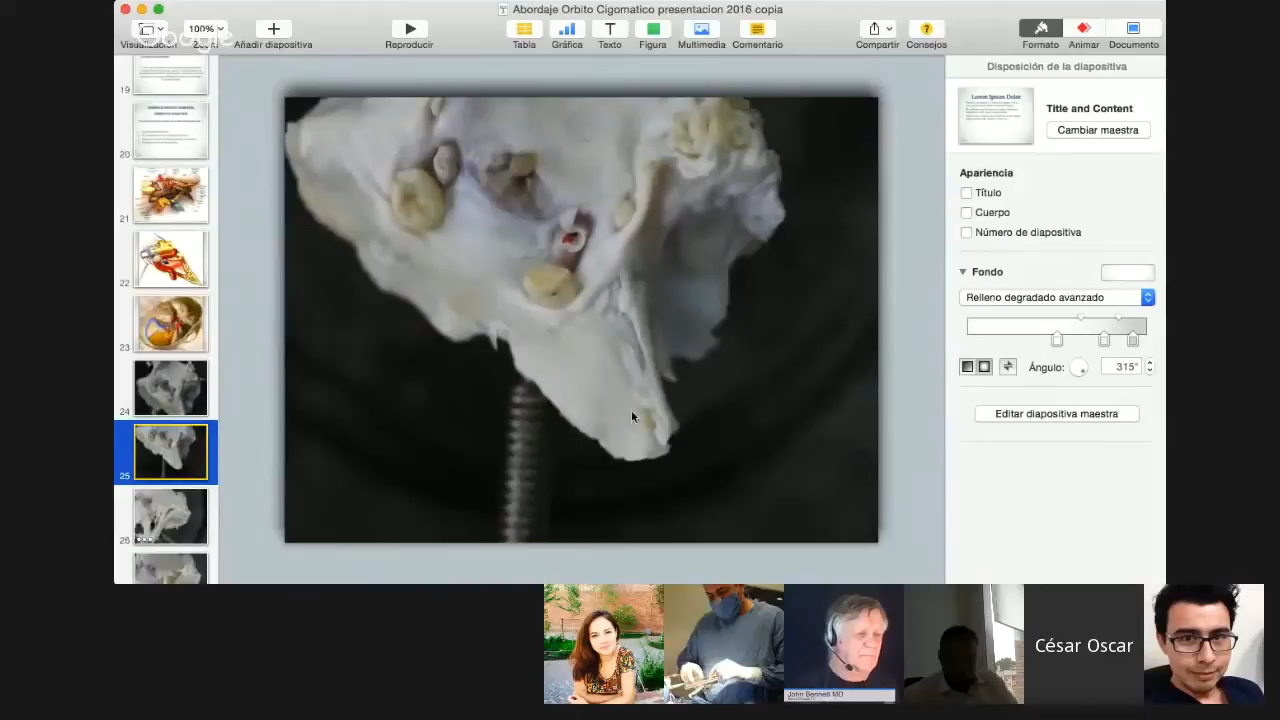 Abordaje Orbito Cigomatico presentacion 2016 copia
100%
Google
Visualización Zoom Añadir diapositiva Reproducir Tabla Gráfica Texto Figura Multimedia Comentario Compartir Consejos Formato Animar Documento
Disposición de la diapositiva
Lorem Ipsum Dolor
Title and Content
Cambiar maestra
Apariencia
Título
Cuerpo
Número de diapositiva
Fondo
Relleno degradado avanzado
Ángulo: 315°
Editar diapositiva maestra
19
20
21
22
23
24
25
26
John Bennett MD
César Oscar